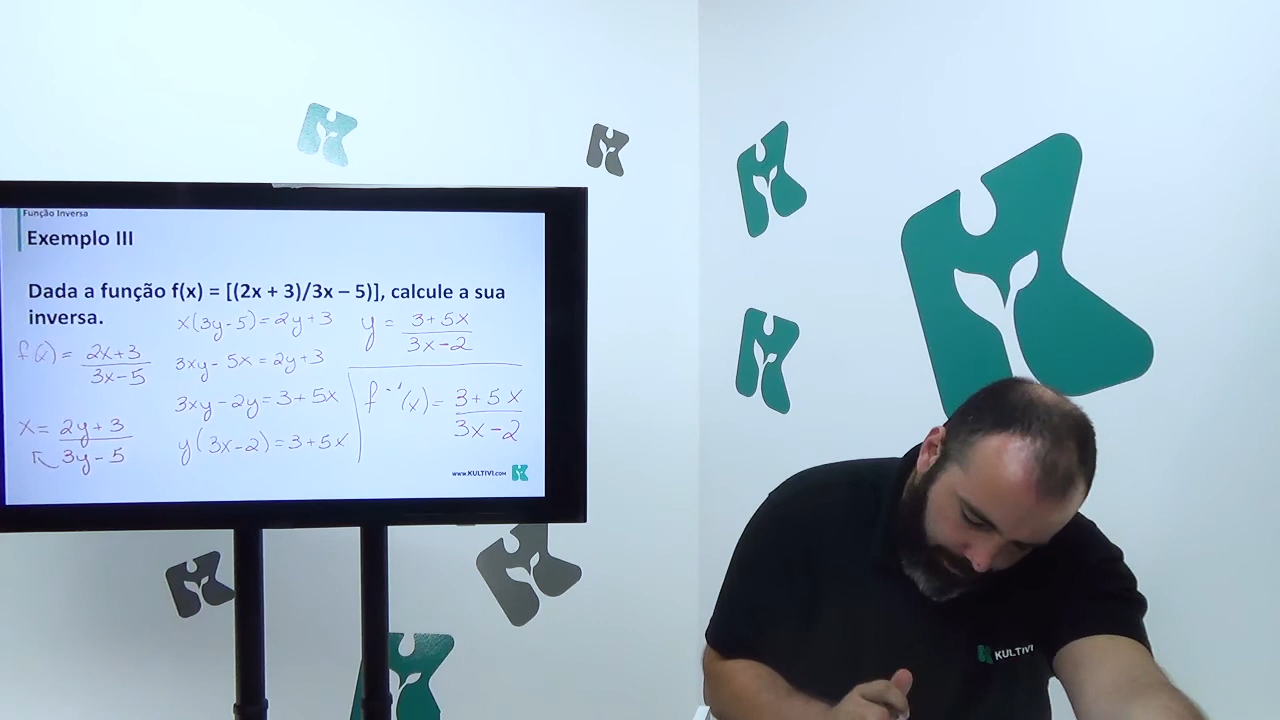 Função Inversa
Exemplo III
Dada a função f(x) = [(2x + 3)/3x – 5)], calcule a sua
inversa.
f(x) = 2x+3
3x-5
x = 2y+3
3y-5
x(3y-5)=2y+3
3xy-5x=2y+3
3xy-2y=3+5x
y(3x-2)=3+5x
y = 3+5x
3x-2
f⁻¹(x)= 3+5x
3x-2
www.KULTIVI.com
KULTIVI